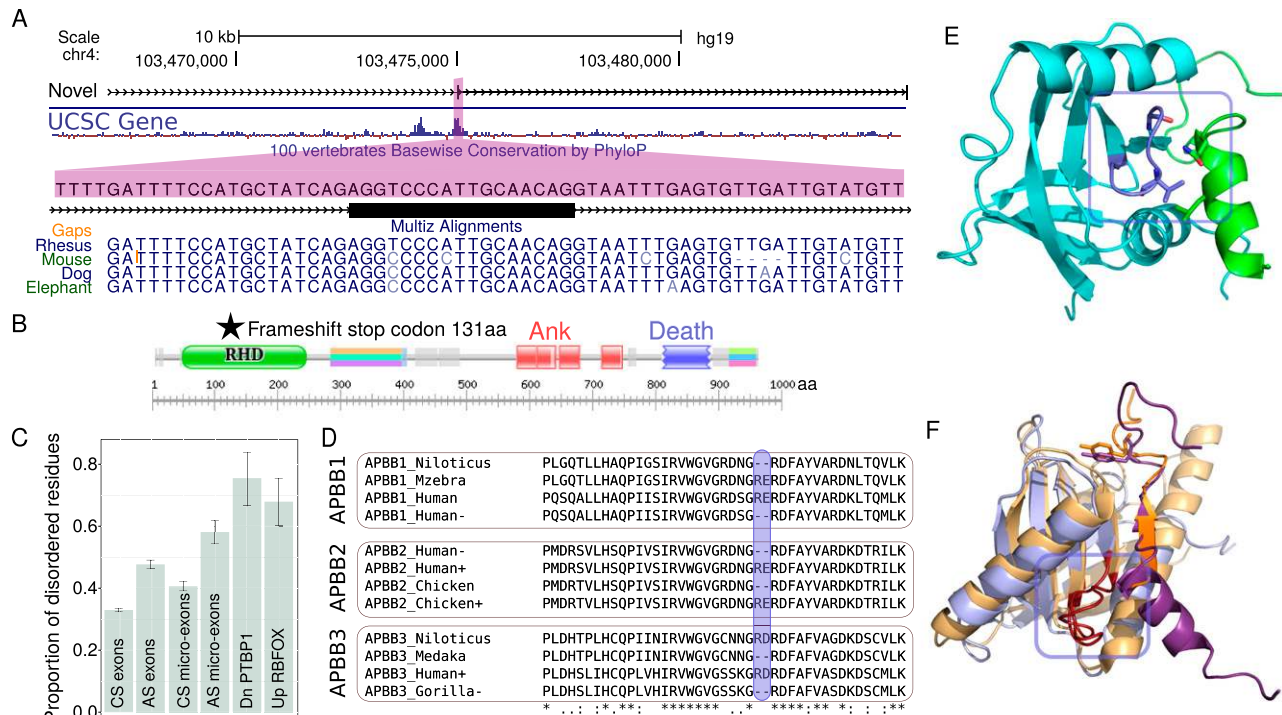 A
Scale
10 kb
hg19
chr4:
103,470,000
103,475,000
103,480,000
Novel
UCSC Gene
100 vertebrates Basewise Conservation by PhyloP
TTTTGATTTTCCATGCTATCAGAGGTCCCATTGCAACAGGTAATTTGAGTGTTGATTGTATGTT
Multiz Alignments
Gaps
Rhesus GATTTTCCATGCTATCAGAGGTCCCATTGCAACAGGTAATTTGAGTGTTGATTGTATGTT
Mouse GATTTTCCATGCTATCAGAGGCCCCCTTGCAACAGGTAATTCGAGTG----ATTGTCTGTT
Dog GATTTTCCATGCTATCAGAGGCCCCATTGCAACAGGTAATTTGAGTGTTAATTGTATGTT
Elephant GATTTTCCATGCTATCAGAGGCCCCATTGCAACAGGTAATTTAAGTGTTGATTGTATGTT
B
Frameshift stop codon 131aa
Ank
Death
RHD
1 100 200 300 400 500 600 700 800 900 1000 aa
C
Proportion of disordered residues
0.8
0.6
0.4
0.2
0.0
CS exons
AS exons
CS micro-exons
AS micro-exons
Dn PTBP1
Up RBFOX
D
APBB1
APBB1_Niloticus PLGQTLLHAQPIGSIRVWGVGRDNG--RDFAYVARDNLTQVLK
APBB1_Mzebra PLGQTLLHAQPIGSIRVWGVGRDNGRERDFAYVARDNLTQVLK
APBB1_Human PQSQALLHAQPIISIRVWGVGRDSGRERDFAYVARDKLTQMLK
APBB1_Human- PQSQALLHAQPIISIRVWGVGRDSG--RDFAYVARDKLTQMLK
APBB2
APBB2_Human- PMDRSVLHSQPIVSIRVWGVGRDNG--RDFAYVARDKDTRILK
APBB2_Human+ PMDRSVLHSQPIVSIRVWGVGRDNGRERDFAYVARDKDTRILK
APBB2_Chicken PMDRTVLHSQPIVSIRVWGVGRDNG--RDFAYVARDKDTRILK
APBB2_Chicken+ PMDRTVLHSQPIVSIRVWGVGRDNGRERDFAYVARDKDTRILK
APBB3
APBB3_Niloticus PLDHTPLHCQPIINIRVWGVGCNNGRDRDFAFVAGDKDSCVLK
APBB3_Medaka PLDHTPLHCQPIINIRVWGVGCNNG--RDFAFVAGDKDSCVLK
APBB3_Human+ PLDHSLIHCQPLVHIRVWGVGSSKGRDRDFAFVASDKDSCMLK
APBB3_Gorilla- PLDHSLIHCQPLVHIRVWGVGSSKG--RDFAFVASDKDSCMLK
* ..: :*.**: ******* ..* ****:** *: : :**
E
F